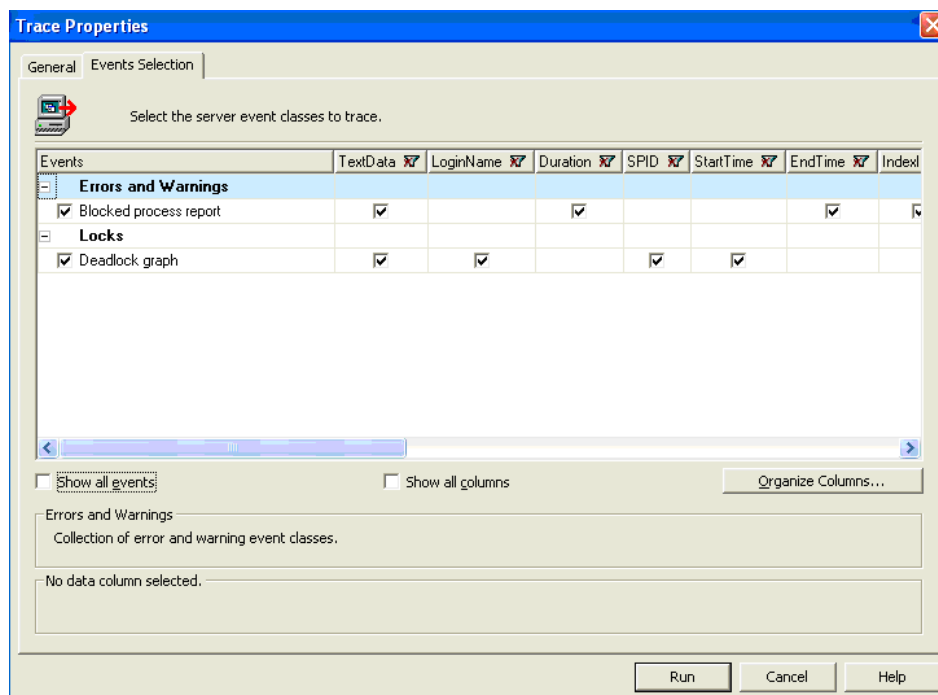 Trace Properties
General
Events Selection
Select the server event classes to trace.
Events TextData LoginName Duration SPID StartTime EndTime IndexI
Errors and Warnings
Blocked process report
Locks
Deadlock graph
Show all events
Show all columns
Organize Columns...
Errors and Warnings
Collection of error and warning event classes.
No data column selected.
Run
Cancel
Help